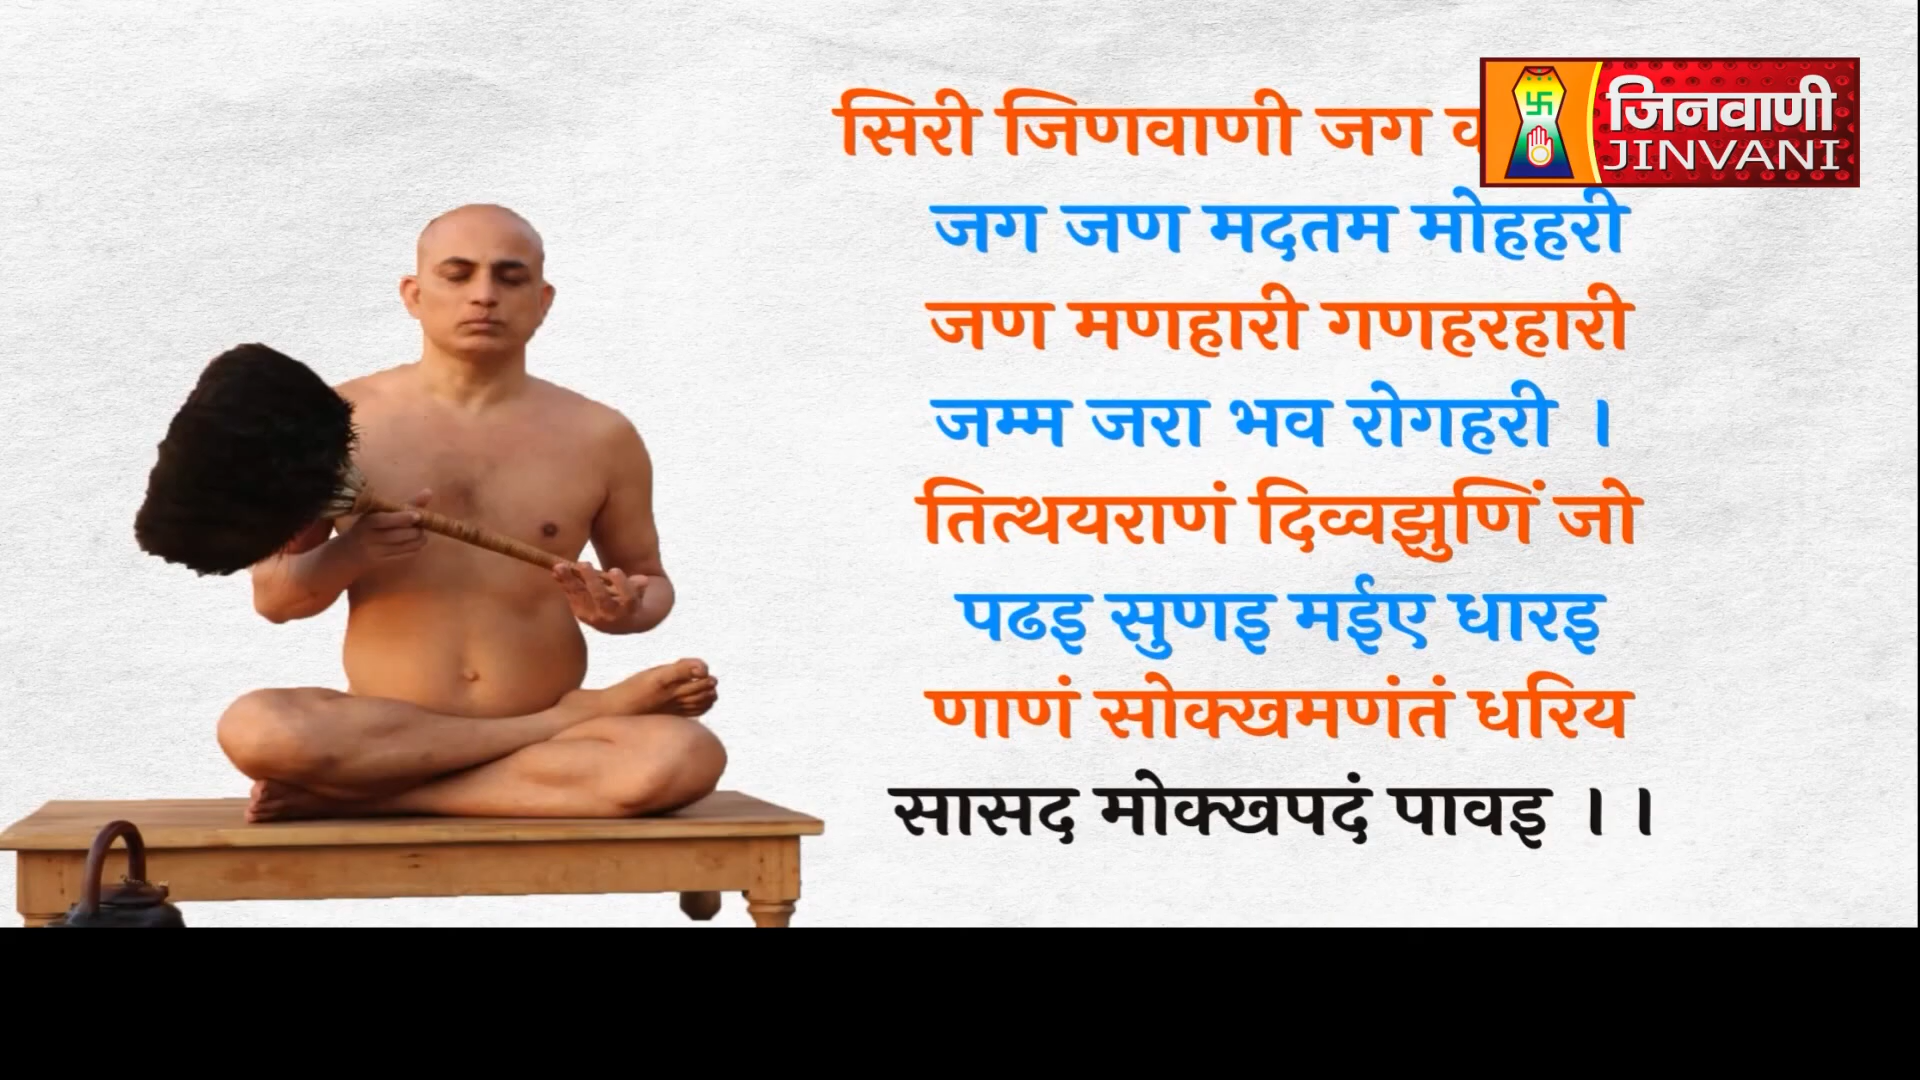 सिरी जिणवाणी जग
जिनवाणी
JINVANI
जग जण मदतम मोहहरी
जण मणहारी गणहरहारी
जम्म जरा भव रोगहरी ।
तित्थयराणं दिव्वझुणिं जो
पढइ सुणइ मईए धारइ
णाणं सोक्खमणंतं धरिय
सासद मोक्खपदं पावइ ।।